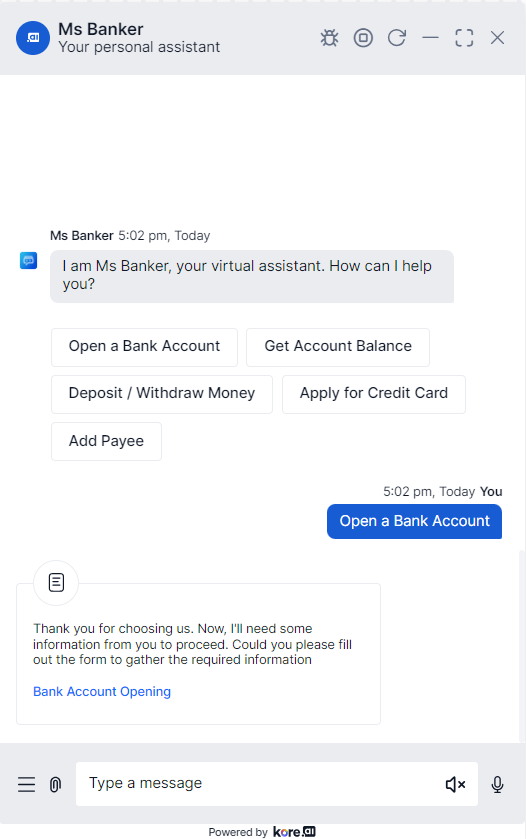 .ai
Ms Banker
Your personal assistant
Ms Banker 5:02 pm, Today
I am Ms Banker, your virtual assistant. How can I help
you?
Open a Bank Account
Get Account Balance
Deposit / Withdraw Money
Apply for Credit Card
Add Payee
5:02 pm, Today You
Open a Bank Account
Thank you for choosing us. Now, I'll need some
information from you to proceed. Could you please fill
out the form to gather the required information
Bank Account Opening
Type a message
Powered by kore.ai